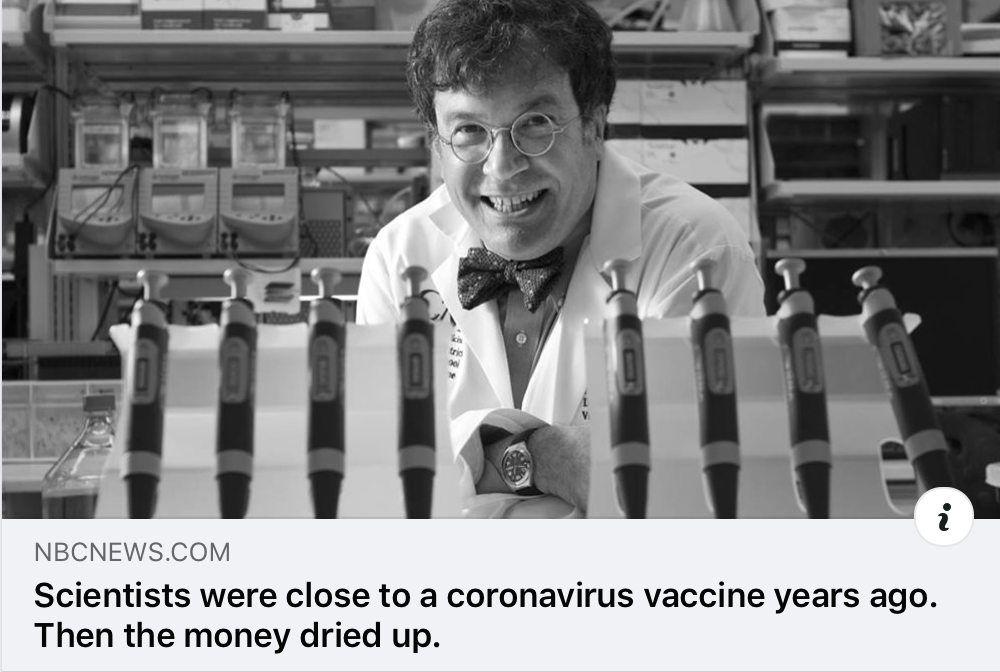 NBCNEWS.COM
Scientists were close to a coronavirus vaccine years ago.
Then the money dried up.